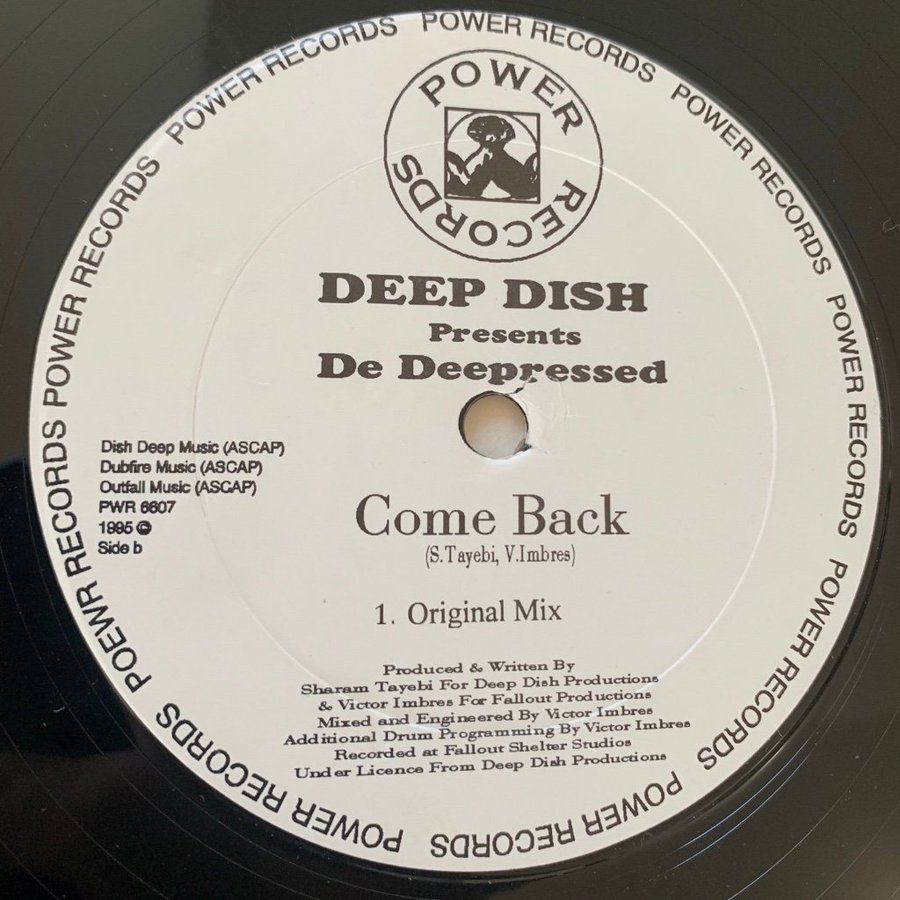 POWER RECORDS
DEEP DISH
Presents
De Deepressed
Dish Deep Music (ASCAP)
Dubfire Music (ASCAP)
Outfall Music (ASCAP)
PWR 6607
1995 ©
Side b
Come Back
(S.Tayebi, V.Imbres)
1. Original Mix
Produced & Written By
Sharam Tayebi For Deep Dish Productions
& Victor Imbres For Fallout Productions
Mixed and Engineered By Victor Imbres
Additional Drum Programming By Victor Imbres
Recorded at Fallout Shelter Studios
Under Licence From Deep Dish Productions
POWER RECORDS POWER RECORDS POWER RECORDS POWER RECORDS POWER RECORDS POWER RECORDS POWER RECORDS POWER RECORDS POEWR RECORDS POWER RECORDS